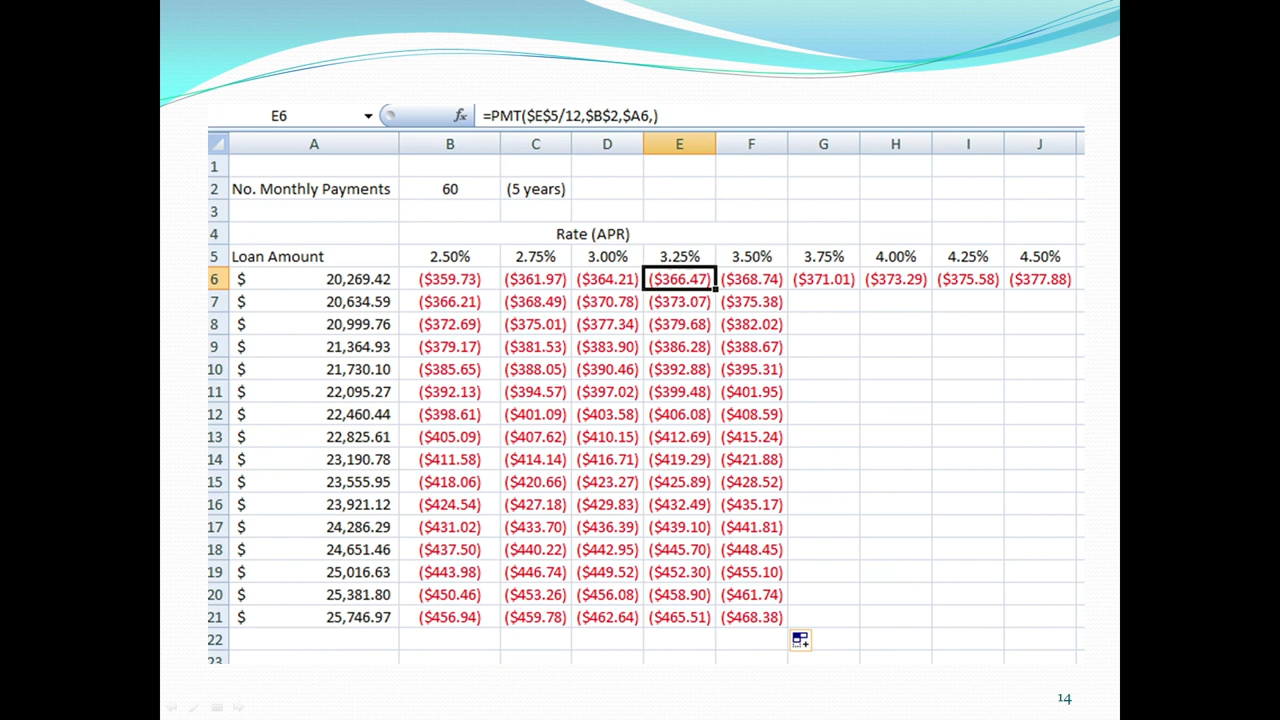 E6 fx =PMT($E$5/12,$B$2,$A6,)
A B C D E F G H I J
1
2 No. Monthly Payments 60 (5 years)
3
4 Rate (APR)
5 Loan Amount 2.50% 2.75% 3.00% 3.25% 3.50% 3.75% 4.00% 4.25% 4.50%
6 $ 20,269.42 ($359.73) ($361.97) ($364.21) ($366.47) ($368.74) ($371.01) ($373.29) ($375.58) ($377.88)
7 $ 20,634.59 ($366.21) ($368.49) ($370.78) ($373.07) ($375.38)
8 $ 20,999.76 ($372.69) ($375.01) ($377.34) ($379.68) ($382.02)
9 $ 21,364.93 ($379.17) ($381.53) ($383.90) ($386.28) ($388.67)
10 $ 21,730.10 ($385.65) ($388.05) ($390.46) ($392.88) ($395.31)
11 $ 22,095.27 ($392.13) ($394.57) ($397.02) ($399.48) ($401.95)
12 $ 22,460.44 ($398.61) ($401.09) ($403.58) ($406.08) ($408.59)
13 $ 22,825.61 ($405.09) ($407.62) ($410.15) ($412.69) ($415.24)
14 $ 23,190.78 ($411.58) ($414.14) ($416.71) ($419.29) ($421.88)
15 $ 23,555.95 ($418.06) ($420.66) ($423.27) ($425.89) ($428.52)
16 $ 23,921.12 ($424.54) ($427.18) ($429.83) ($432.49) ($435.17)
17 $ 24,286.29 ($431.02) ($433.70) ($436.39) ($439.10) ($441.81)
18 $ 24,651.46 ($437.50) ($440.22) ($442.95) ($445.70) ($448.45)
19 $ 25,016.63 ($443.98) ($446.74) ($449.52) ($452.30) ($455.10)
20 $ 25,381.80 ($450.46) ($453.26) ($456.08) ($458.90) ($461.74)
21 $ 25,746.97 ($456.94) ($459.78) ($462.64) ($465.51) ($468.38)
22
23
14